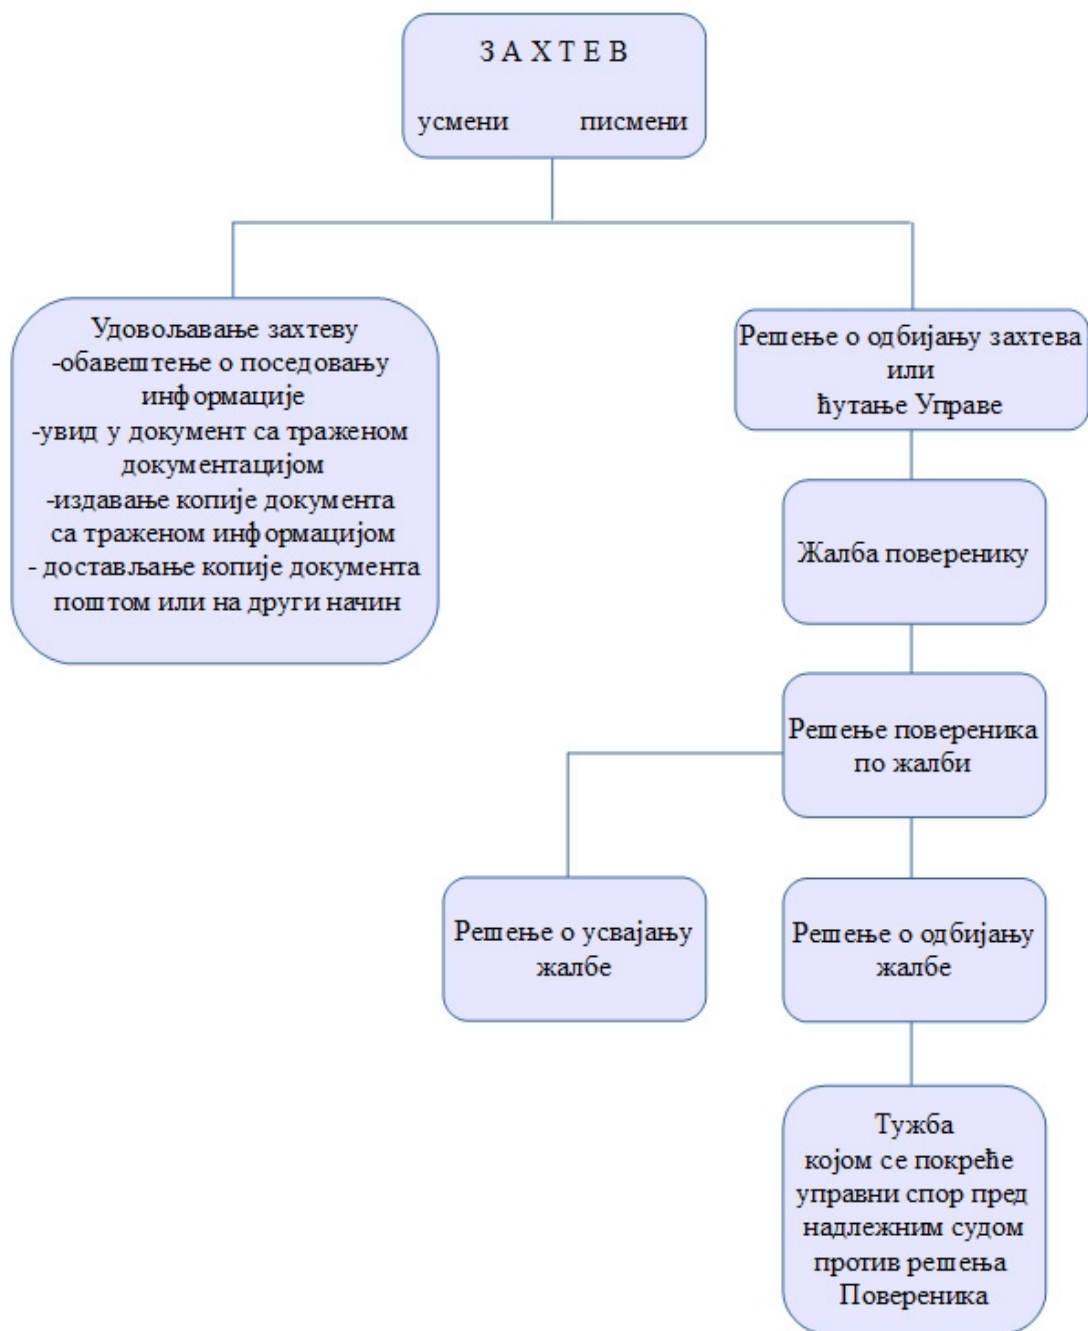 З А Х Т Е В
усмени писмени
Удовољавање захтеву
-обавештење о поседовању
информације
-увид у документ са траженом
документацијом
-издавање копије документа
са траженом информацијом
- достављање копије документа
поштом или на други начин
Решење о одбијању захтева
или
ћутање Управе
Жалба поверенику
Решење повереника
по жалби
Решење о усвајању
жалбе
Решење о одбијању
жалбе
Тужба
којом се покреће
управни спор пред
надлежним судом
против решења
Повереника